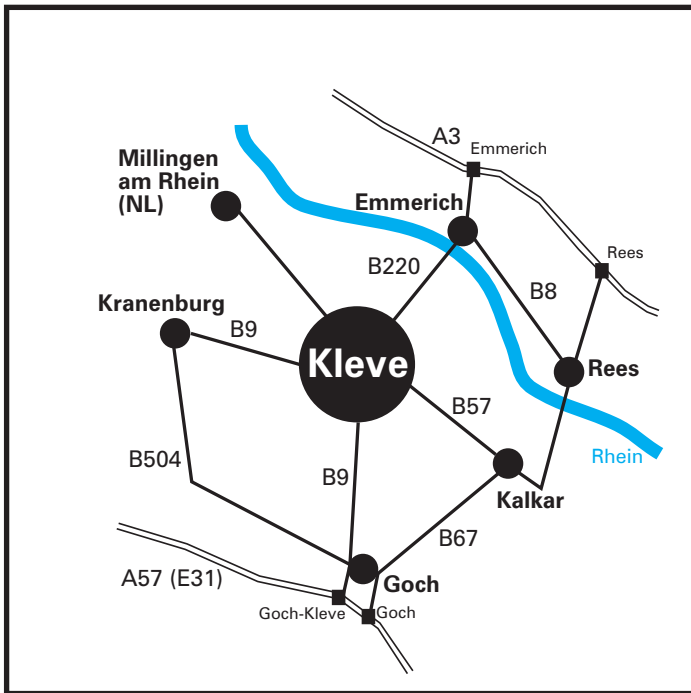 A3
Emmerich
Millingen
am Rhein
(NL)
Emmerich
Rees
B220
B8
Kranenburg
B9
Kleve
Rees
B57
Rhein
B504
B9
Kalkar
B67
A57 (E31)
Goch
Goch-Kleve
Goch